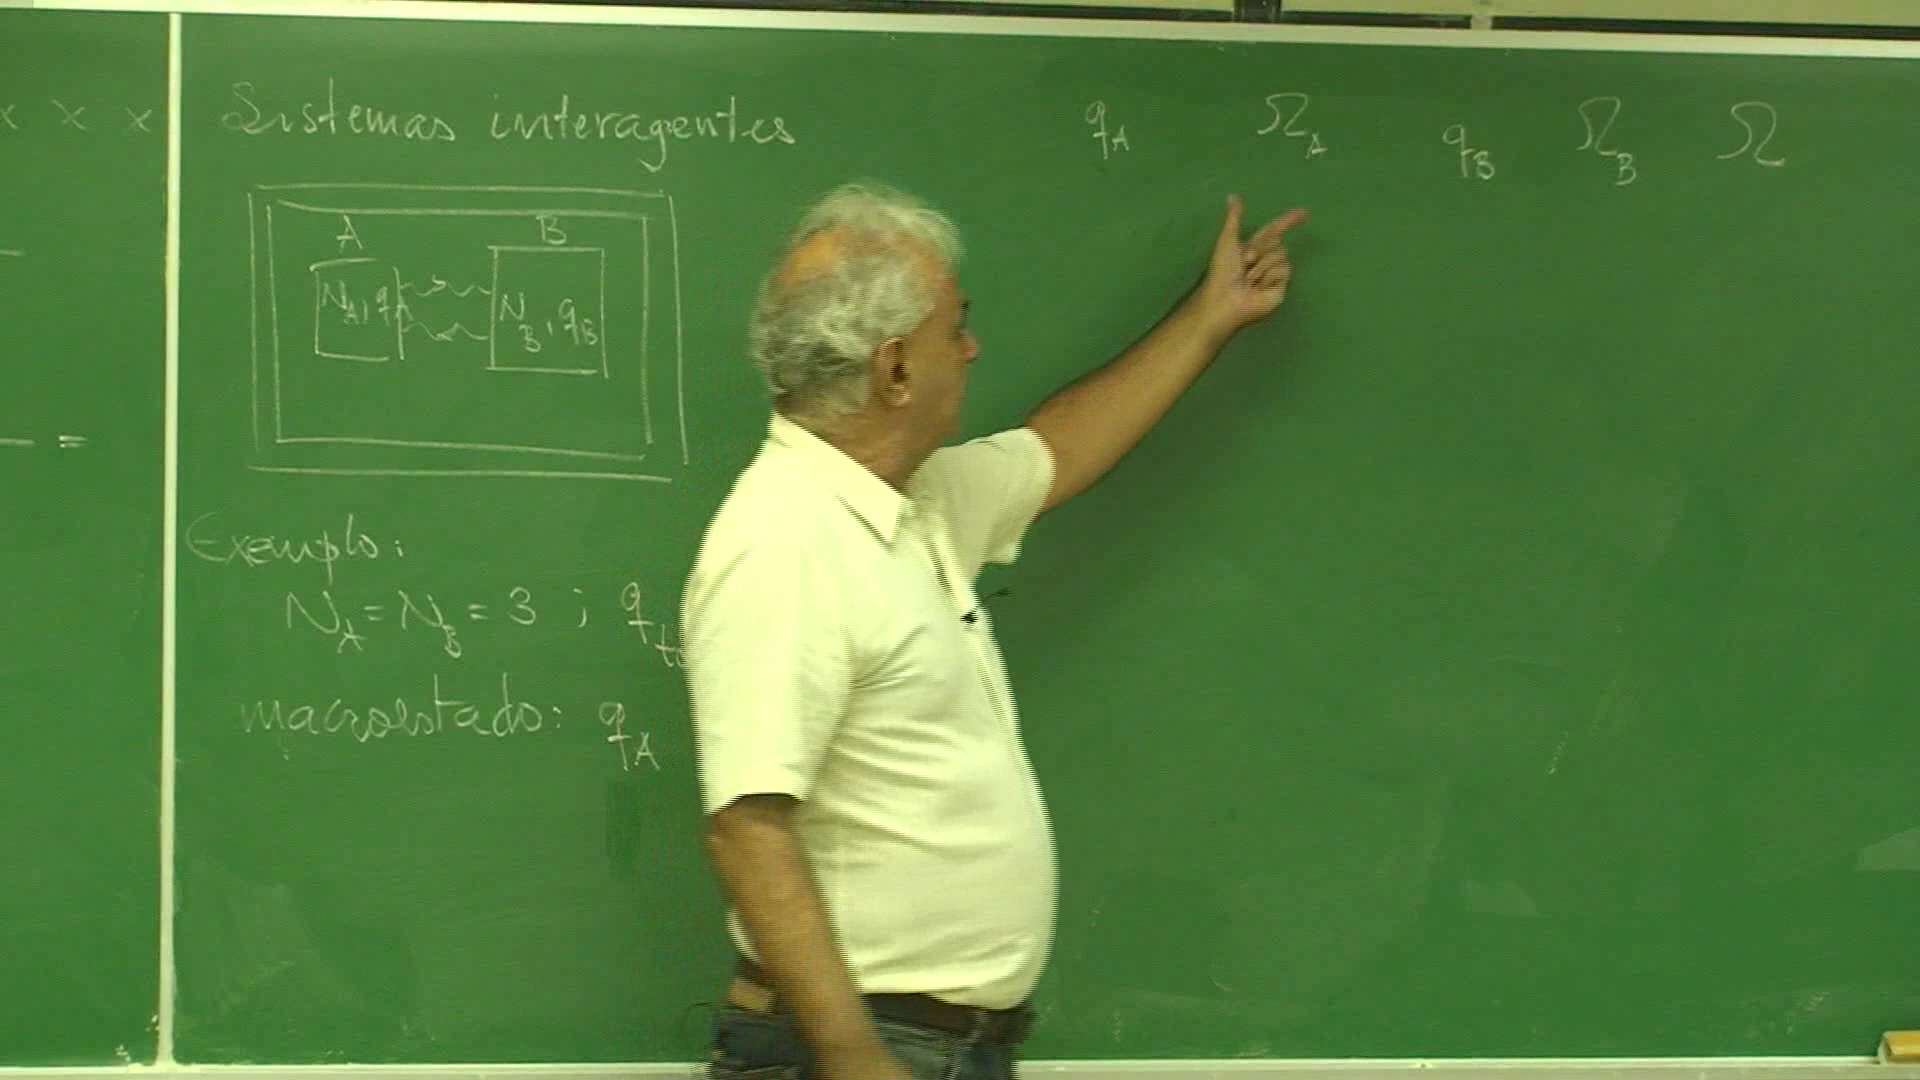 x x x
=
Sistemas interagentes
A B
N_A, q_A N_B, q_B
Exemplo:
N_A = N_B = 3 ; q
macroestado: q_A
q_A Ω_A q_B Ω_B Ω